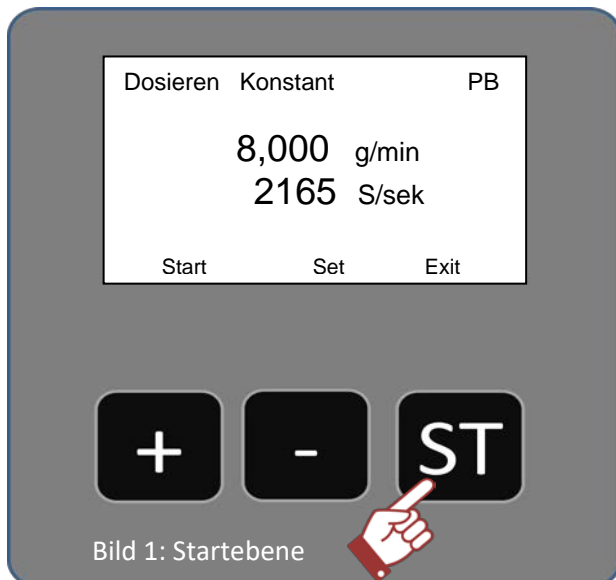 Dosieren Konstant PB
8,000 g/min
2165 S/sek
Start Set Exit
+ - ST
Bild 1: Startebene